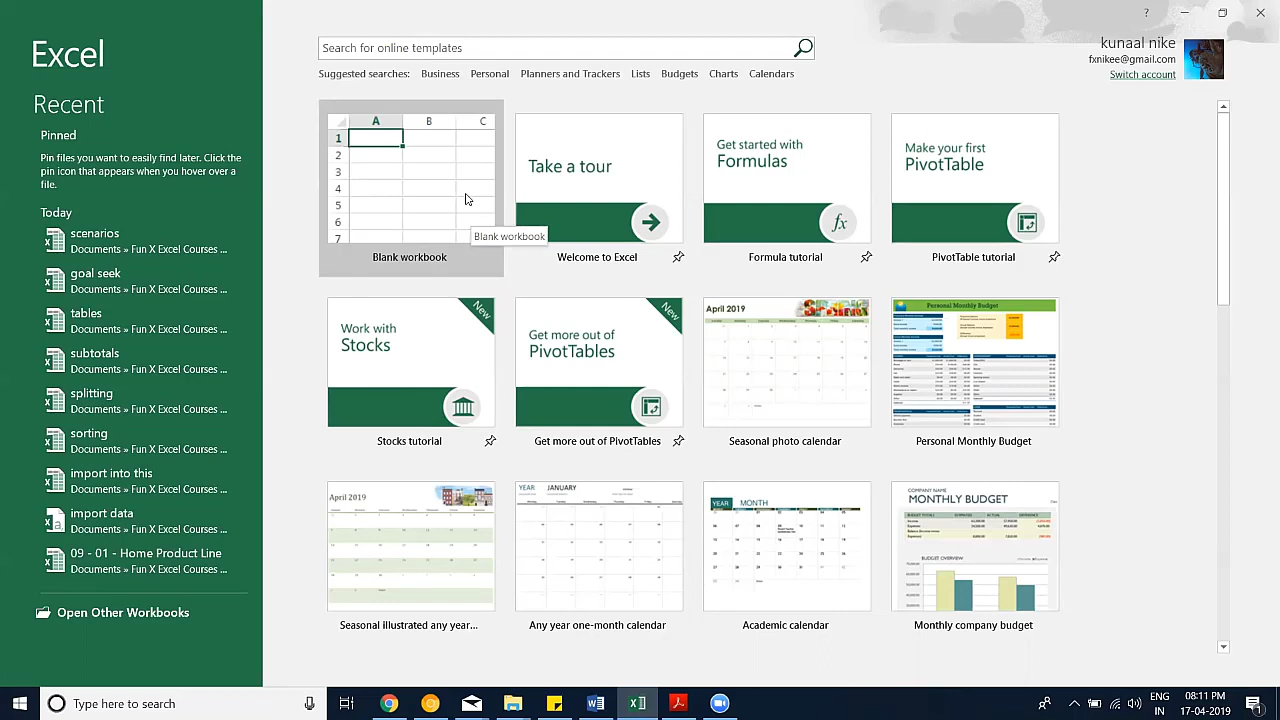 Excel
Recent
Pinned
Pin files you want to easily find later. Click the
pin icon that appears when you hover over a
file.
Today
scenarios
Documents » Fun X Excel Courses ...
goal seek
Documents » Fun X Excel Courses ...
tables
Documents » Fun X Excel Courses ...
subtotals
Documents » Fun X Excel Courses ...
splitting
Documents » Fun X Excel Courses ...
sorting
Documents » Fun X Excel Courses ...
import into this
Documents » Fun X Excel Courses ...
import data
Documents » Fun X Excel Courses ...
09 - 01 - Home Product Line
Documents » Fun X Excel Courses ...
Open Other Workbooks
Search for online templates
Suggested searches: Business Planners and Trackers Lists Budgets Charts Calendars
kunaal nike
fxnikee@gmail.com
Switch account
A B C
1
2
3
4
5
6
7
Blank workbook
Blank workbook
Take a tour
Welcome to Excel
Get started with
Formulas
fx
Formula tutorial
Make your first
PivotTable
PivotTable tutorial
Work with
Stocks
NEW
Stocks tutorial
Get more out of
PivotTables
NEW
Get more out of PivotTables
April 2019
Seasonal photo calendar
Personal Monthly Budget
Personal Monthly Budget
April 2019
Seasonal illustrated any year...
YEAR JANUARY
Any year one-month calendar
YEAR MONTH
Academic calendar
COMPANY NAME
MONTHLY BUDGET
BUDGET OVERVIEW
Monthly company budget
Type here to search
ENG
IN
08:11 PM
17-04-2019